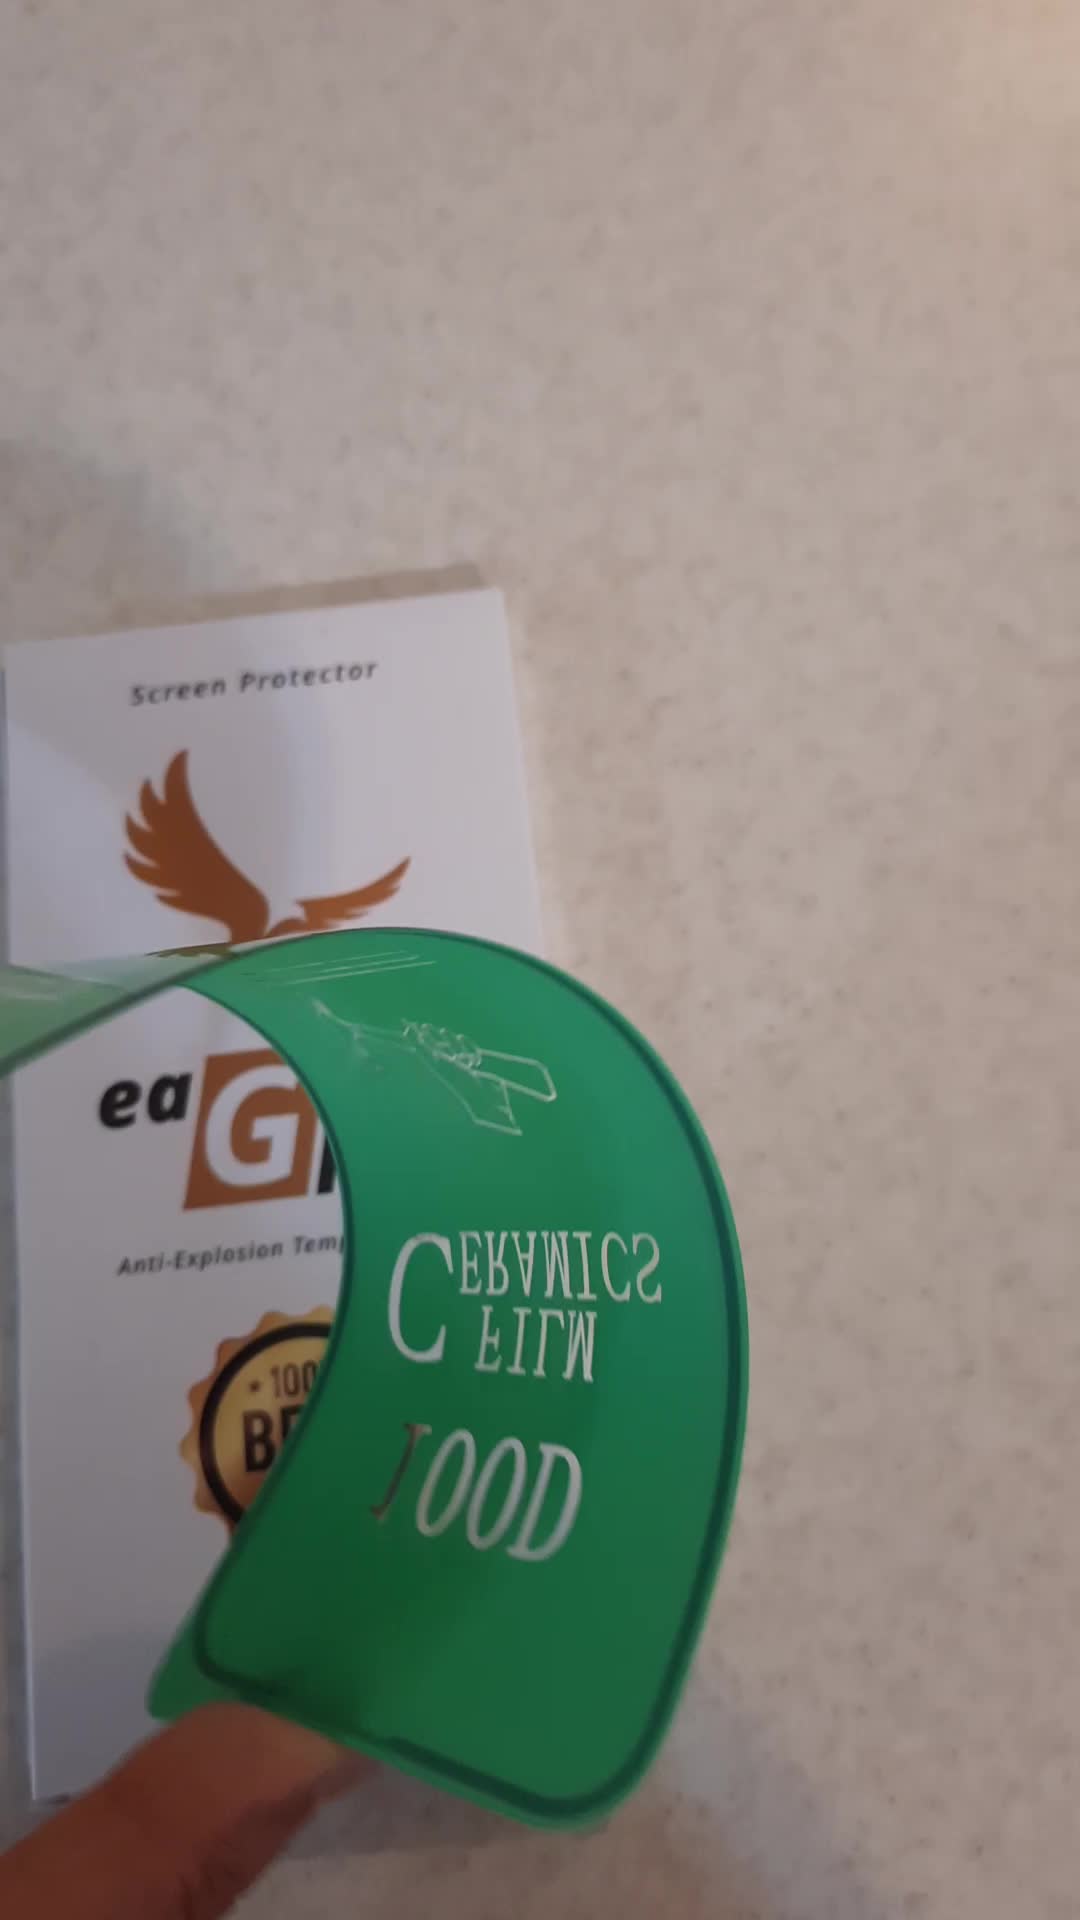 Screen Protector
eaG
Anti-Explosion Temp
100
BE
CERAMICS
FILM
JOOD